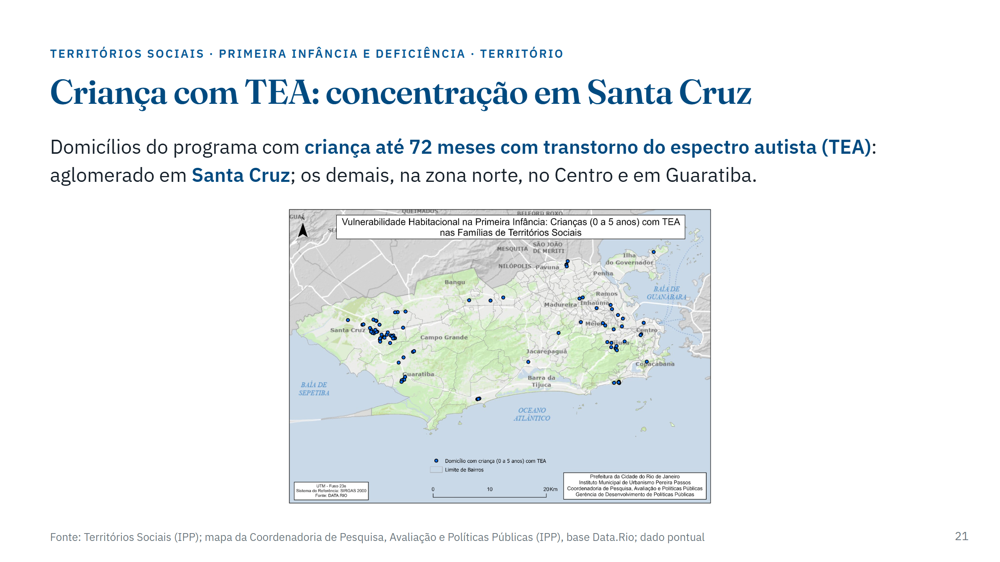 TERRITÓRIOS SOCIAIS · PRIMEIRA INFÂNCIA E DEFICIÊNCIA · TERRITÓRIO
Criança com TEA: concentração em Santa Cruz
Domicílios do programa com criança até 72 meses com transtorno do espectro autista (TEA):
aglomerado em Santa Cruz; os demais, na zona norte, no Centro e em Guaratiba.
QUEIMADOS
BELFORD ROXO
N
Vulnerabilidade Habitacional na Primeira Infância: Crianças (0 a 5 anos) com TEA
nas Famílias de Territórios Sociais
MESQUITA
SÃO JOÃO
DE MERITI
NILÓPOLIS
Pavuna
Ilha
do Governador
Penha
Bangu
Ramos
BAÍA DE
GUANABARA
Madureira
Inhaúma
Méier
Santa Cruz
Centro
Campo Grande
Tijuca
Jacarepaguá
Copacabana
Guaratiba
Barra da
Tijuca
BAÍA DE
SEPETIBA
OCEANO
ATLÂNTICO
Domicílio com criança (0 a 5 anos) com TEA
Limite de Bairros
0 10 20Km
UTM - Fuso 23s
Sistema de Referência: SIRGAS 2000
Fonte: DATA.RIO
Prefeitura da Cidade do Rio de Janeiro
Instituto Municipal de Urbanismo Pereira Passos
Coordenadoria de Pesquisa, Avaliação e Políticas Públicas
Gerência de Desenvolvimento de Políticas Públicas
Fonte: Territórios Sociais (IPP); mapa da Coordenadoria de Pesquisa, Avaliação e Políticas Públicas (IPP), base Data.Rio; dado pontual
21